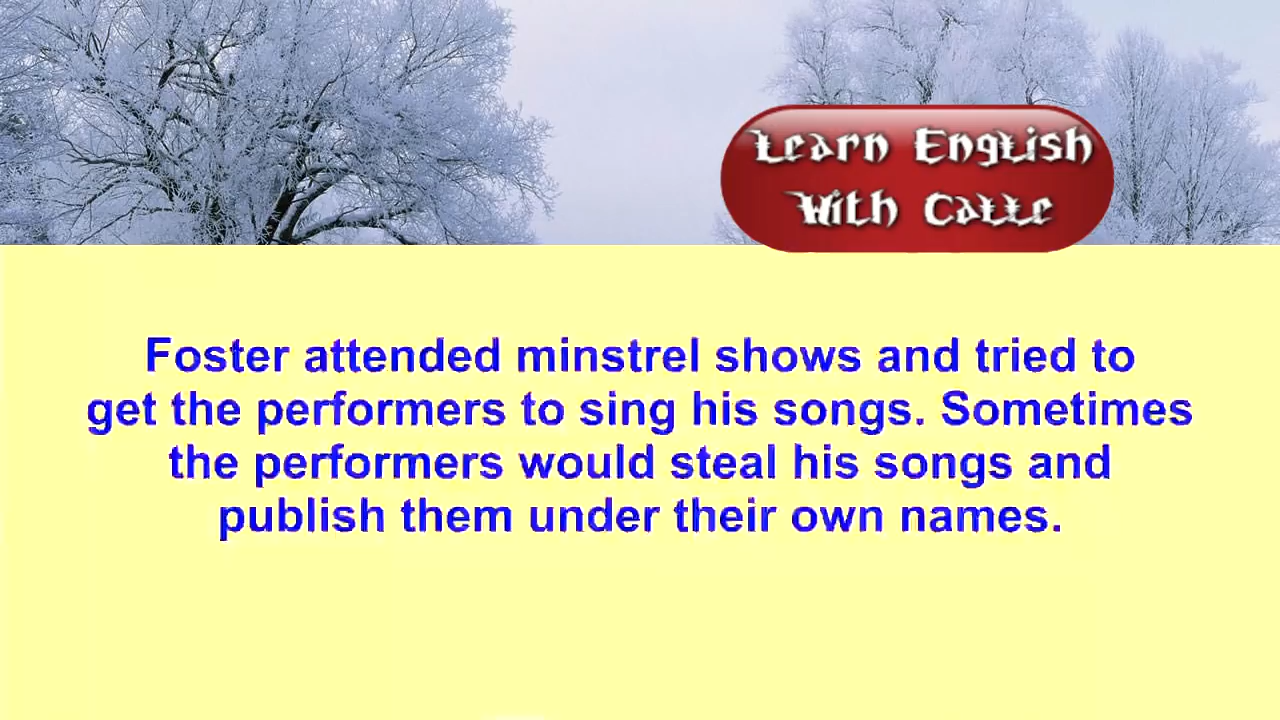 Learn English
With Catte
Foster attended minstrel shows and tried to
get the performers to sing his songs. Sometimes
the performers would steal his songs and
publish them under their own names.